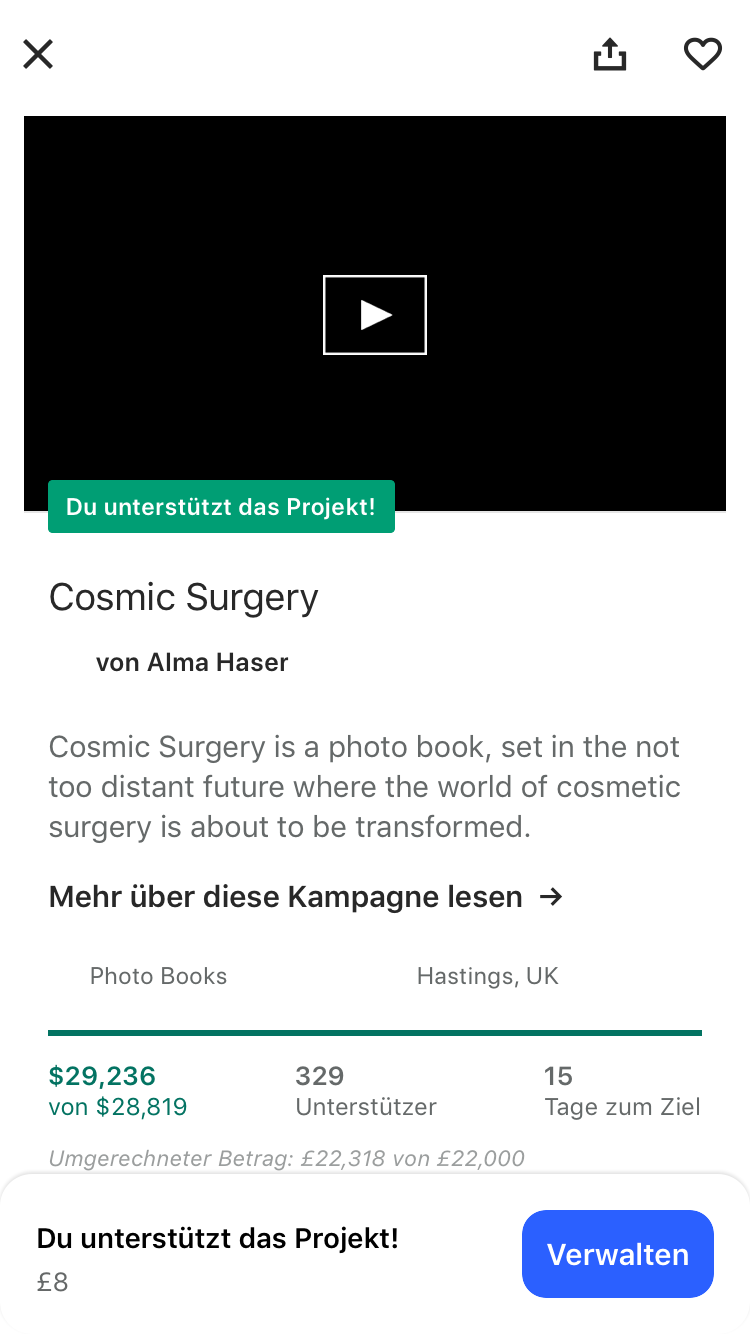 Du unterstützt das Projekt!
Cosmic Surgery
von Alma Haser
Cosmic Surgery is a photo book, set in the not
too distant future where the world of cosmetic
surgery is about to be transformed.
Mehr über diese Kampagne lesen →
Photo Books Hastings, UK
$29,236 329 15
von $28,819 Unterstützer Tage zum Ziel
Umgerechneter Betrag: £22,318 von £22,000
Du unterstützt das Projekt!
£8
Verwalten